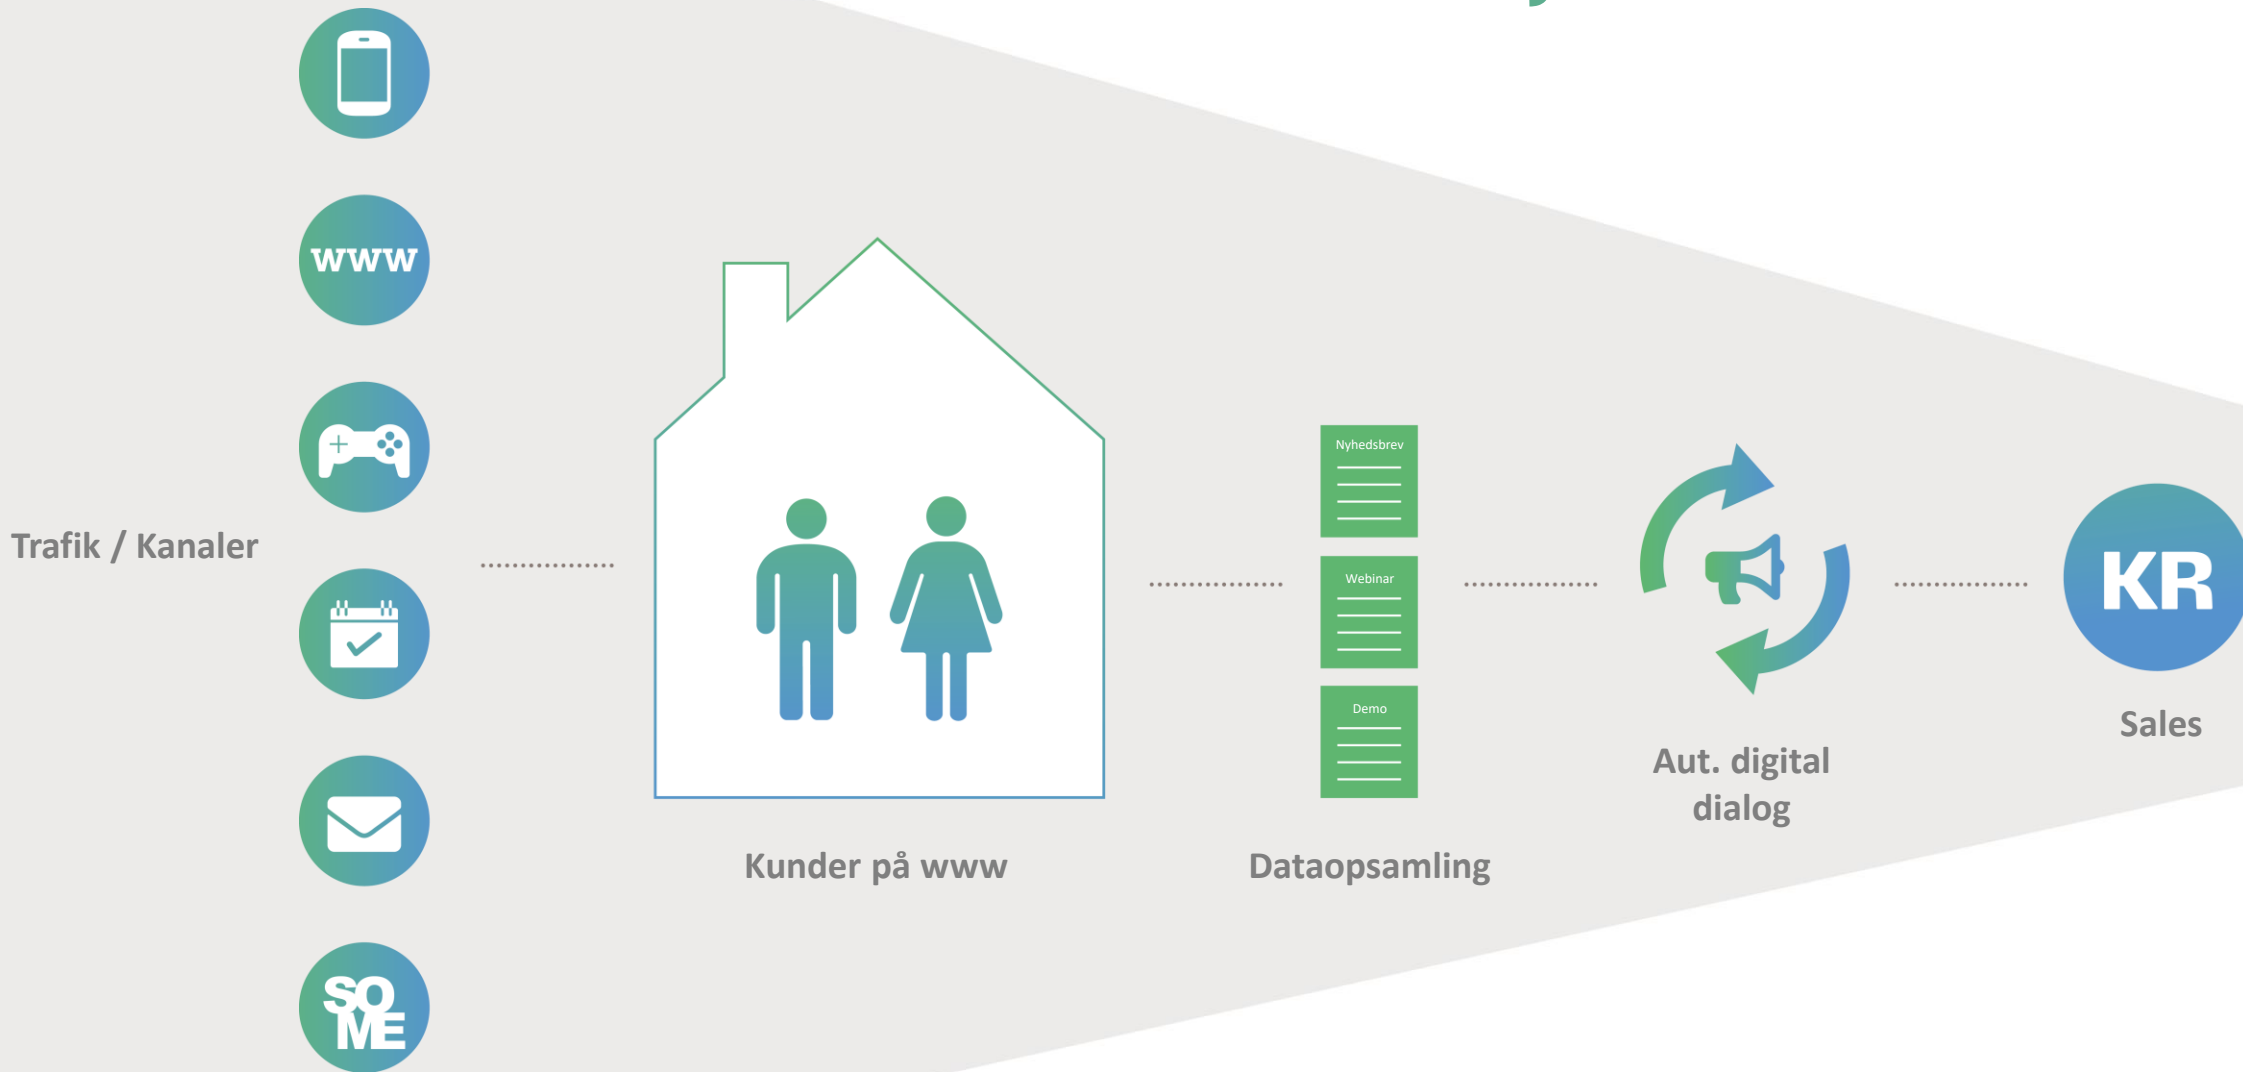 www
Trafik / Kanaler
SO
ME
Kunder på www
Nyhedsbrev
Webinar
Demo
Dataopsamling
Aut. digital
dialog
KR
Sales